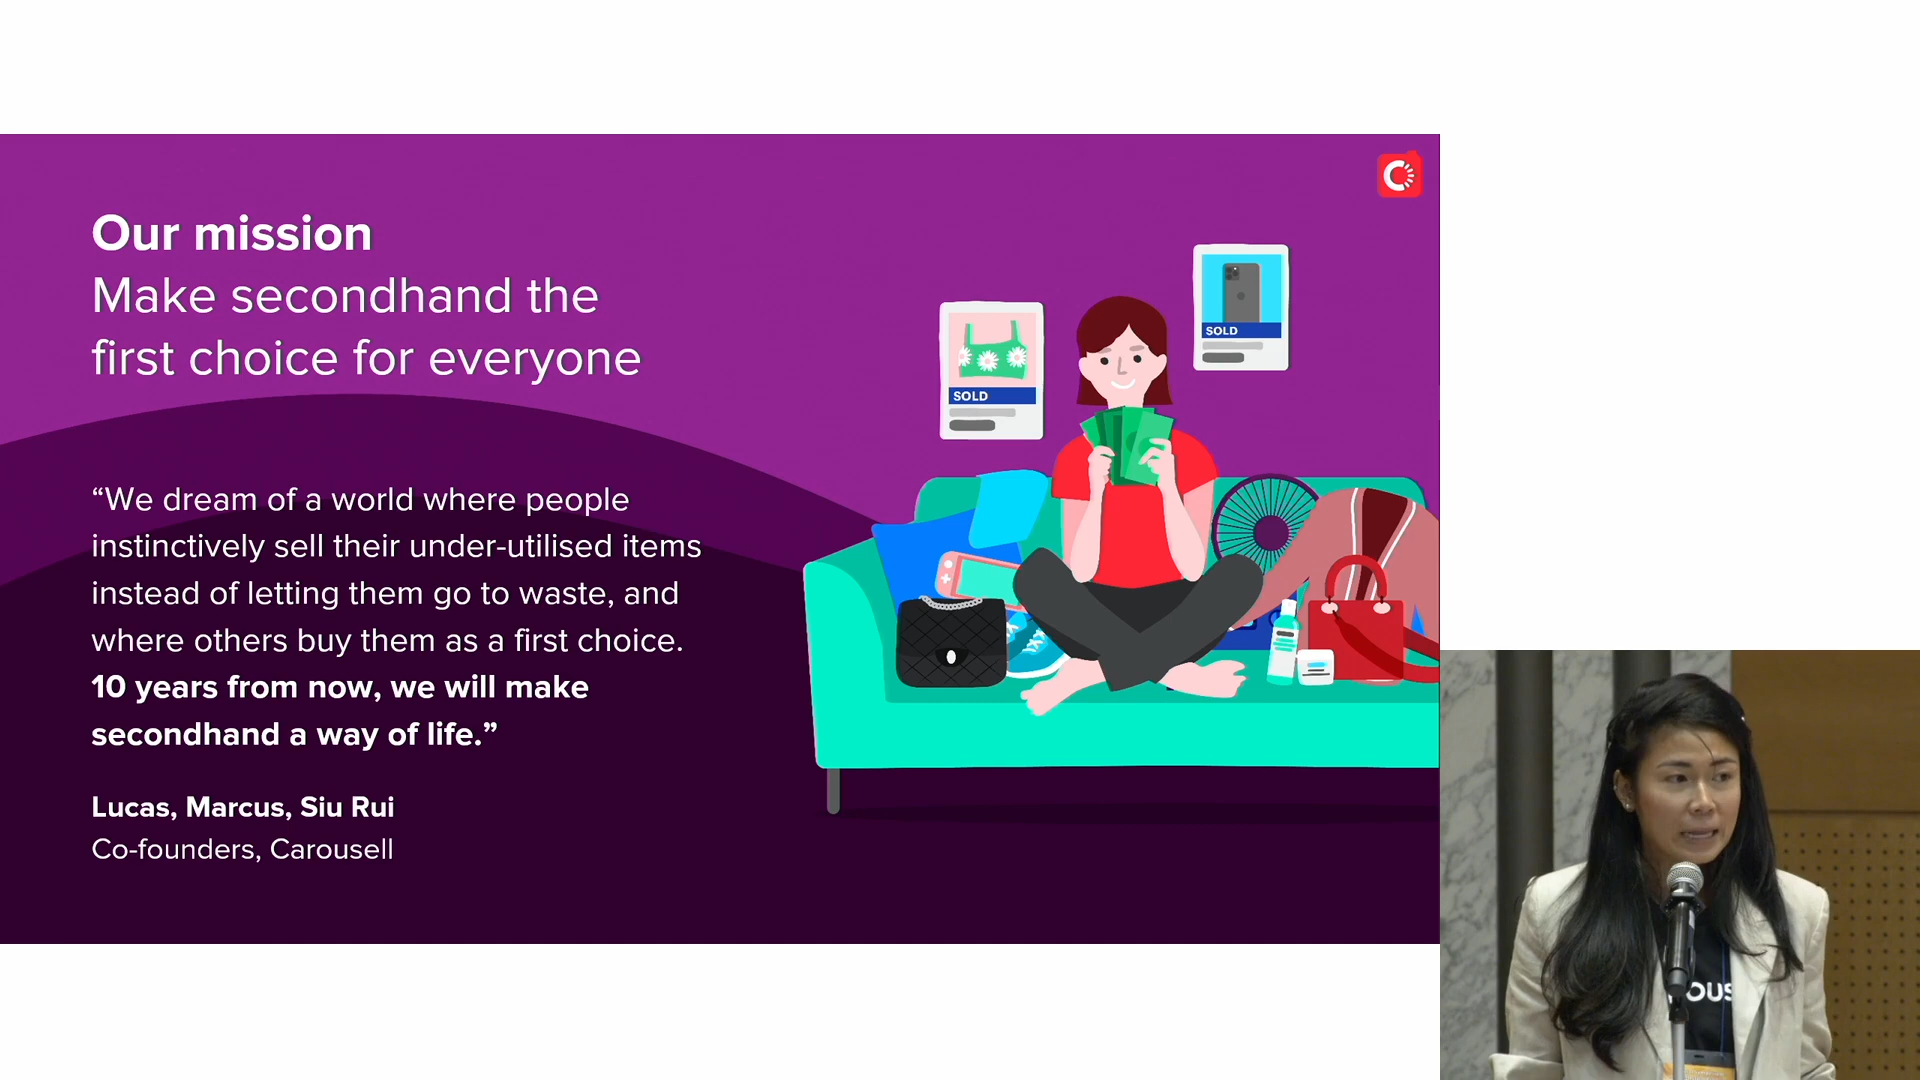 Our mission
Make secondhand the
first choice for everyone
“We dream of a world where people
instinctively sell their under-utilised items
instead of letting them go to waste, and
where others buy them as a first choice.
10 years from now, we will make
secondhand a way of life.”
Lucas, Marcus, Siu Rui
Co-founders, Carousell
SOLD
SOLD